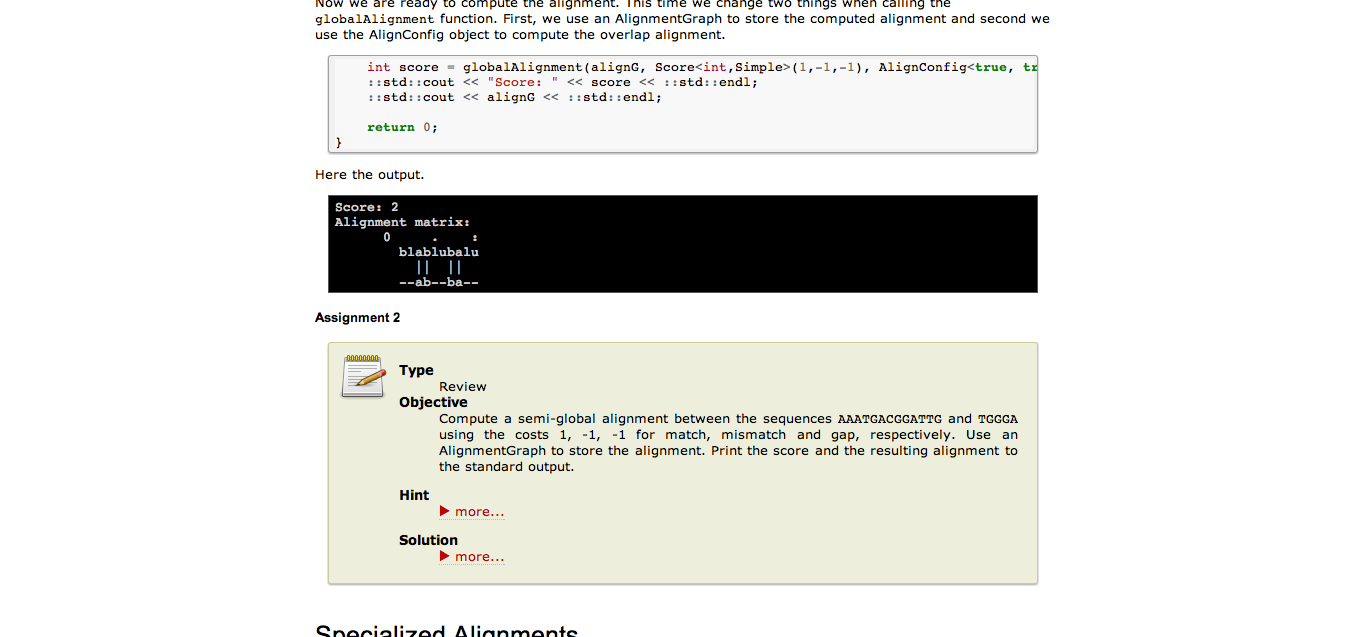 Now we are ready to compute the alignment. This time we change two things when calling the
globalAlignment function. First, we use an AlignmentGraph to store the computed alignment and second we
use the AlignConfig object to compute the overlap alignment.
int score = globalAlignment(alignG, Score<int,Simple>(1,-1,-1), AlignConfig<true, tr
::std::cout << "Score: " << score << ::std::endl;
::std::cout << alignG << ::std::endl;
return 0;
}
Here the output.
Score: 2
Alignment matrix:
0     .    :
blablubalu
||  ||
--ab--ba--
Assignment 2
Type
Review
Objective
Compute a semi-global alignment between the sequences AAATGACGGATTG and TGGGA
using the costs 1, -1, -1 for match, mismatch and gap, respectively. Use an
AlignmentGraph to store the alignment. Print the score and the resulting alignment to
the standard output.
Hint
more...
Solution
more...
Specialized Alignments